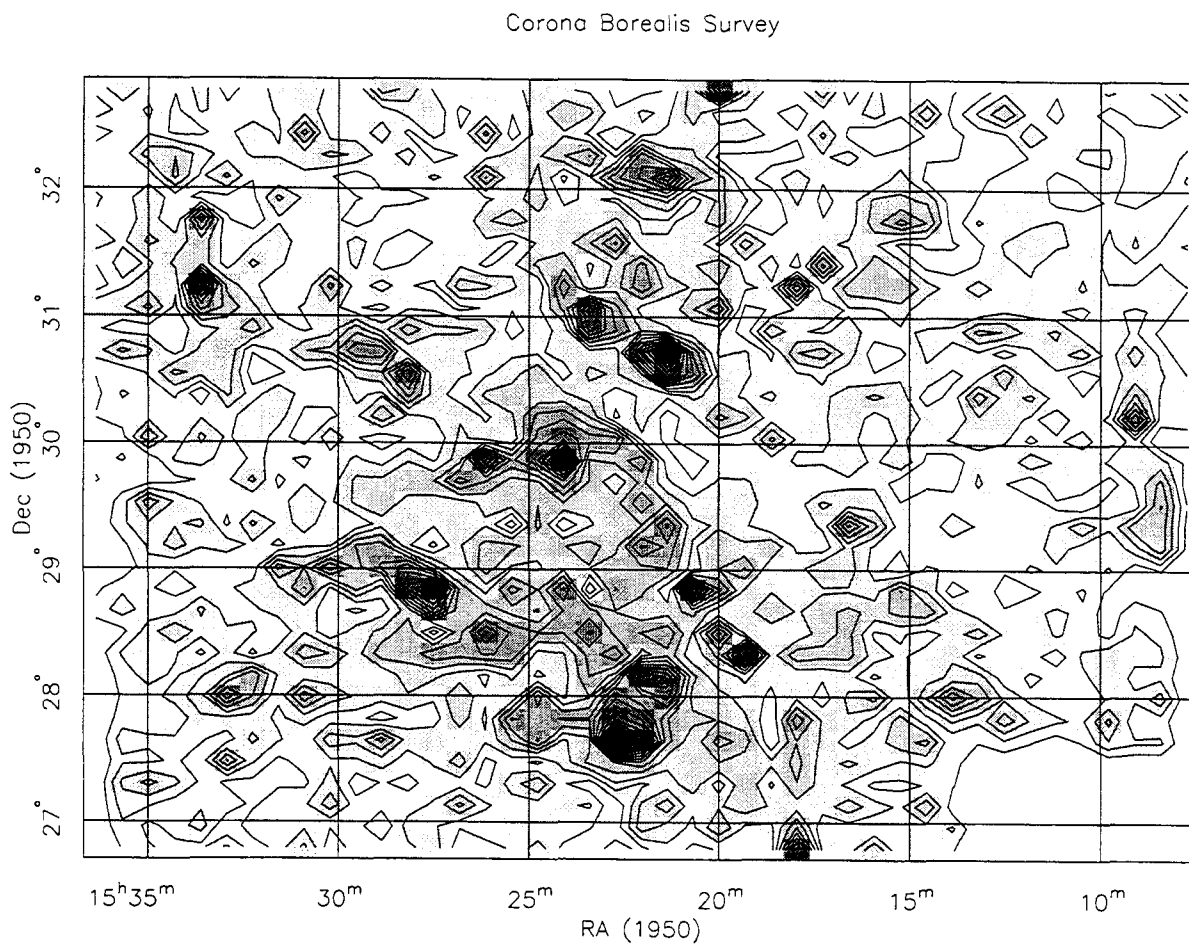 Corona Borealis Survey
Dec (1950)
32°
31°
30°
29°
28°
27°
15ʰ35ᵐ 30ᵐ 25ᵐ 20ᵐ 15ᵐ 10ᵐ
RA (1950)